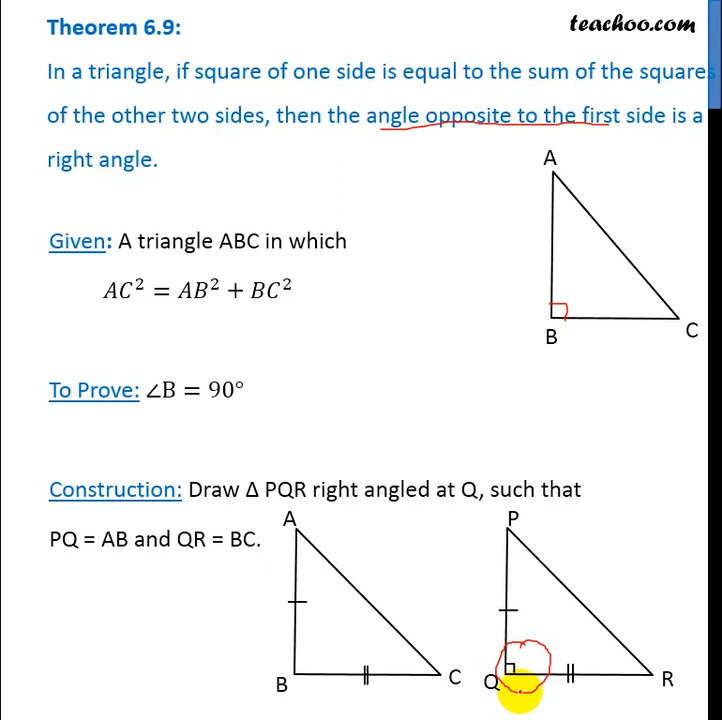 teachoo.com
Theorem 6.9:
In a triangle, if square of one side is equal to the sum of the squares
of the other two sides, then the angle opposite to the first side is a
right angle.
A
B
C
Given: A triangle ABC in which
𝐴𝐶² = 𝐴𝐵² + 𝐵𝐶²
To Prove: ∠B = 90°
Construction: Draw Δ PQR right angled at Q, such that
PQ = AB and QR = BC.
A
B
C
P
Q
R